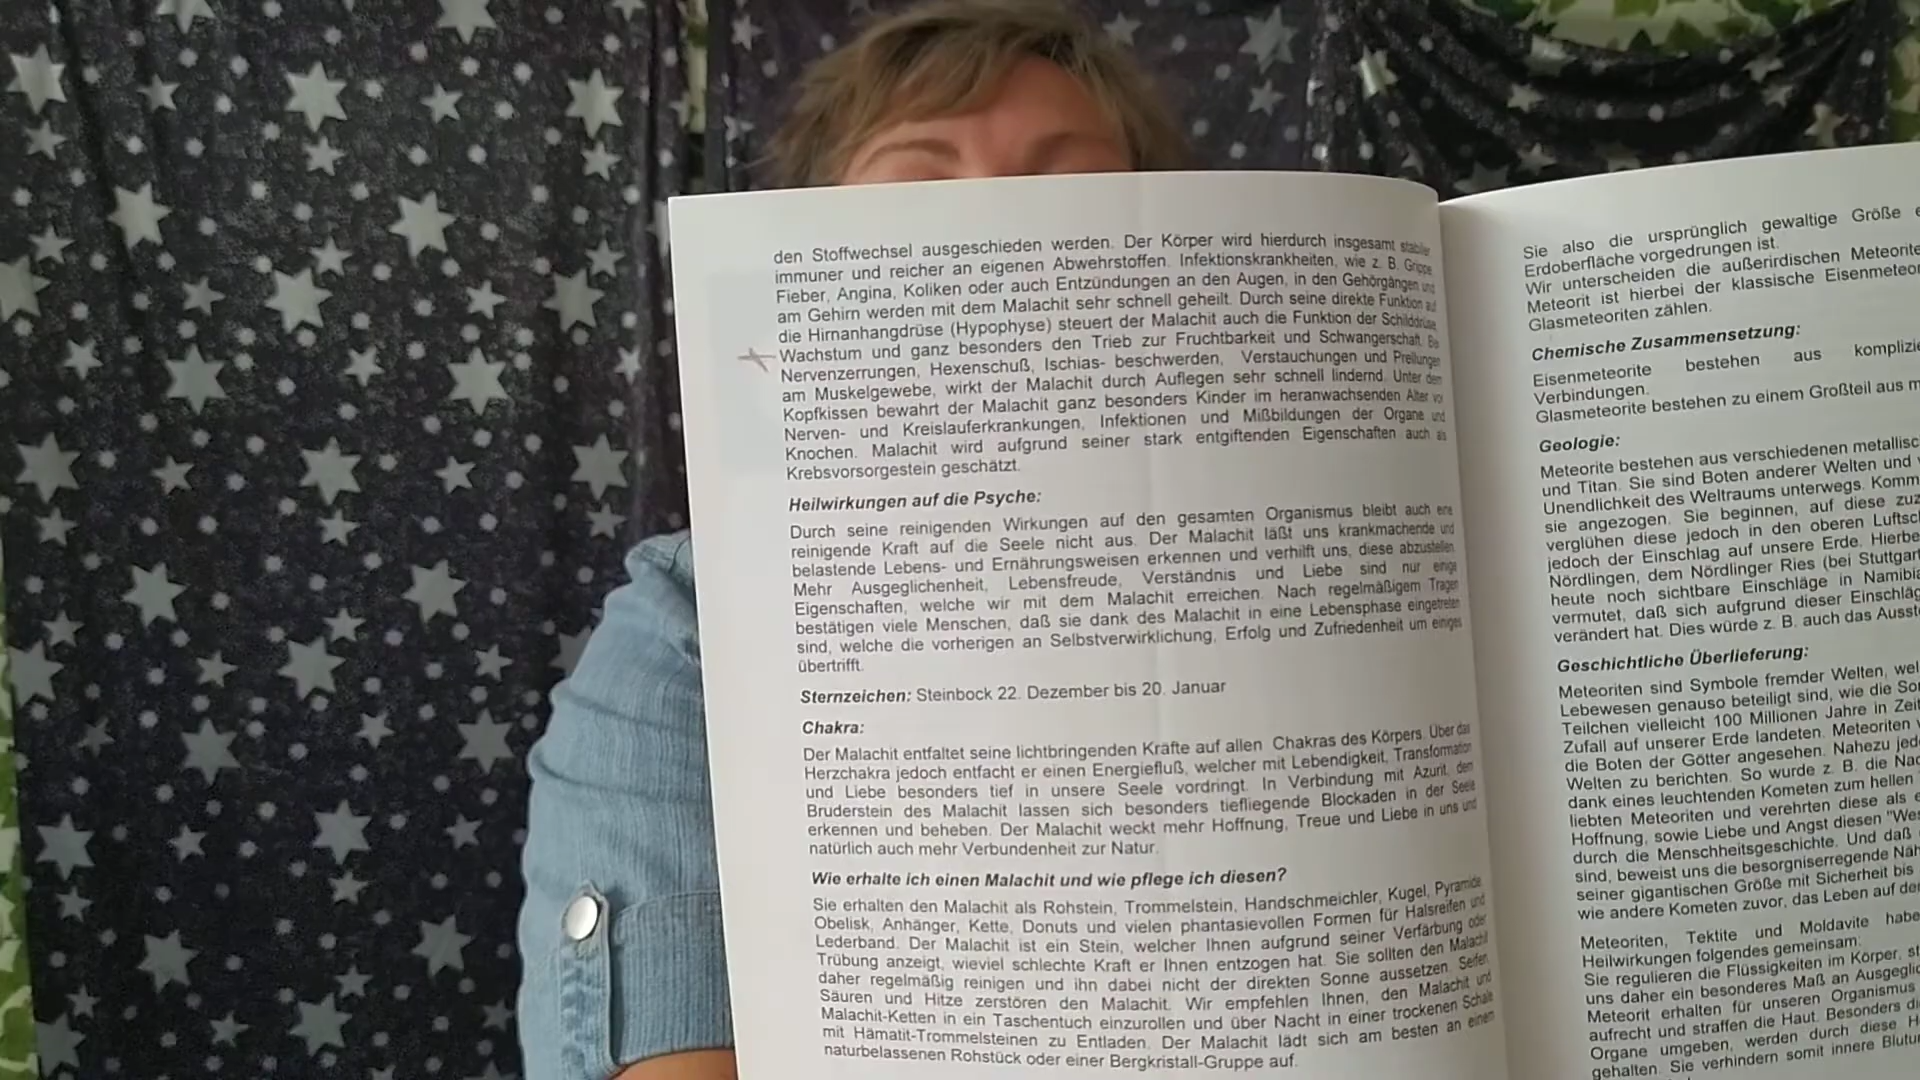 den Stoffwechsel ausgeschieden werden. Der Körper wird hierdurch insgesamt stabiler
immuner und reicher an eigenen Abwehrstoffen. Infektionskrankheiten, wie z. B. Grippe
Fieber, Angina, Koliken oder auch Entzündungen an den Augen, in den Gehörgängen und
am Gehirn werden mit dem Malachit sehr schnell geheilt. Durch seine direkte Funktion auf
die Hirnanhangdrüse (Hypophyse) steuert der Malachit auch die Funktion der Schilddrüse,
Wachstum und ganz besonders den Trieb zur Fruchtbarkeit und Schwangerschaft. Bei
Nervenzerrungen, Hexenschuß, Ischias- beschwerden, Verstauchungen und Prellungen
am Muskelgewebe, wirkt der Malachit durch Auflegen sehr schnell lindernd. Unter dem
Kopfkissen bewahrt der Malachit ganz besonders Kinder im heranwachsenden Alter vor
Nerven- und Kreislauferkrankungen, Infektionen und Mißbildungen der Organe und
Knochen. Malachit wird aufgrund seiner stark entgiftenden Eigenschaften auch als
Krebsvorsorgestein geschätzt.
Heilwirkungen auf die Psyche:
Durch seine reinigenden Wirkungen auf den gesamten Organismus bleibt auch eine
reinigende Kraft auf die Seele nicht aus. Der Malachit läßt uns krankmachende und
belastende Lebens- und Ernährungsweisen erkennen und verhilft uns, diese abzustellen
Mehr Ausgeglichenheit, Lebensfreude, Verständnis und Liebe sind nur einige
Eigenschaften, welche wir mit dem Malachit erreichen. Nach regelmäßigem Tragen
bestätigen viele Menschen, daß sie dank des Malachit in eine Lebensphase eingetreten
sind, welche die vorherigen an Selbstverwirklichung, Erfolg und Zufriedenheit um einiges
übertrifft.
Sternzeichen: Steinbock 22. Dezember bis 20. Januar
Chakra:
Der Malachit entfaltet seine lichtbringenden Kräfte auf allen Chakras des Körpers. Über das
Herzchakra jedoch entfacht er einen Energiefluß, welcher mit Lebendigkeit, Transformation
und Liebe besonders tief in unsere Seele vordringt. In Verbindung mit Azurit, dem
Bruderstein des Malachit lassen sich besonders tiefliegende Blockaden in der Seele
erkennen und beheben. Der Malachit weckt mehr Hoffnung, Treue und Liebe in uns und
natürlich auch mehr Verbundenheit zur Natur.
Wie erhalte ich einen Malachit und wie pflege ich diesen?
Sie erhalten den Malachit als Rohstein, Trommelstein, Handschmeichler, Kugel, Pyramide
Obelisk, Anhänger, Kette, Donuts und vielen phantasievollen Formen für Halsreifen und
Lederband. Der Malachit ist ein Stein, welcher Ihnen aufgrund seiner Verfärbung oder
Trübung anzeigt, wieviel schlechte Kraft er Ihnen entzogen hat. Sie sollten den Malachit
daher regelmäßig reinigen und ihn dabei nicht der direkten Sonne aussetzen. Seifen,
Säuren und Hitze zerstören den Malachit. Wir empfehlen Ihnen, den Malachit und
Malachit-Ketten in ein Taschentuch einzurollen und über Nacht in einer trockenen Schale
mit Hämatit-Trommelsteinen zu Entladen. Der Malachit lädt sich am besten an einem
naturbelassenen Rohstück oder einer Bergkristall-Gruppe auf.
Sie also die ursprünglich gewaltige Größe
Erdoberfläche vorgedrungen ist.
Wir unterscheiden die außerirdischen Meteorite
Meteorit ist hierbei der klassische Eisenmeteor
Glasmeteoriten zählen.
Chemische Zusammensetzung:
Eisenmeteorite bestehen aus komplizie
Verbindungen.
Glasmeteorite bestehen zu einem Großteil aus
Geologie:
Meteorite bestehen aus verschiedenen metallisc
und Titan. Sie sind Boten anderer Welten und
Unendlichkeit des Weltraums unterwegs. Komm
sie angezogen. Sie beginnen, auf diese zuz
verglühen diese jedoch in den oberen Luftsc
jedoch der Einschlag auf unsere Erde. Hierbe
Nördlingen, dem Nördlinger Ries (bei Stuttgart
heute noch sichtbare Einschläge in Namibia
vermutet, daß sich aufgrund dieser Einschläg
verändert hat. Dies würde z. B. auch das Ausst
Geschichtliche Überlieferung:
Meteoriten sind Symbole fremder Welten, wel
Lebewesen genauso beteiligt sind, wie die So
Teilchen vielleicht 100 Millionen Jahre in Zeit
Zufall auf unserer Erde landeten. Meteoriten
die Boten der Götter angesehen. Nahezu jed
Welten zu berichten. So wurde z. B. die Nac
dank eines leuchtenden Kometen zum hellen
liebten Meteoriten und verehrten diese als
Hoffnung, sowie Liebe und Angst diesen "Wes
durch die Menschheitsgeschichte. Und daß
sind, beweist uns die besorgniserregende Näh
seiner gigantischen Größe mit Sicherheit bis
wie andere Kometen zuvor, das Leben auf der
Meteoriten, Tektite und Moldavite habe
Heilwirkungen folgendes gemeinsam:
Sie regulieren die Flüssigkeiten im Körper, st
uns daher ein besonderes Maß an Ausgeglic
Meteorit erhalten für unseren Organismus
aufrecht und straffen die Haut. Besonders di
Organe umgeben, werden durch diese H
gehalten. Sie verhindern somit innere Blutu